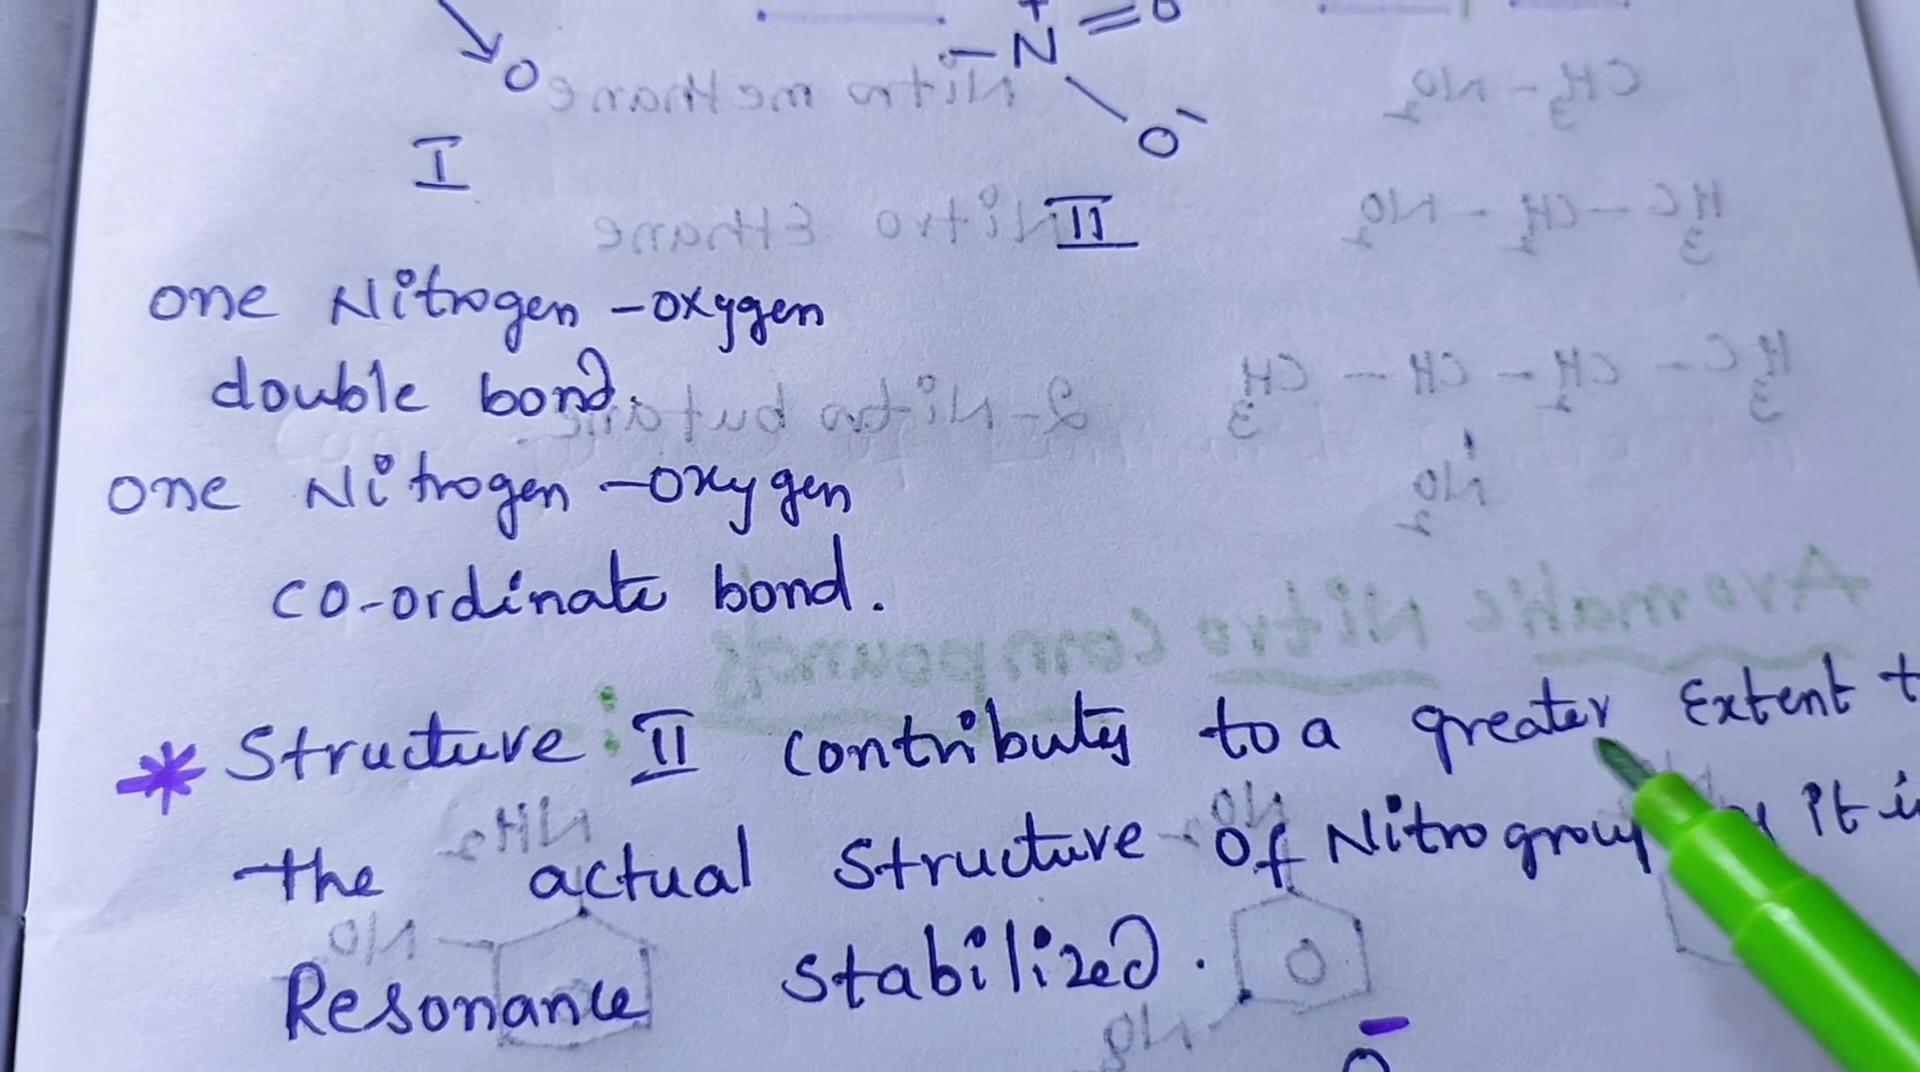 O
+
-N=O
O-
I
II
one Nitrogen-oxygen
double bond.
one Nitrogen-oxygen
co-ordinate bond.
* Structure II contributes to a greater Extent
the actual structure of Nitro group it
Resonance stabilized.